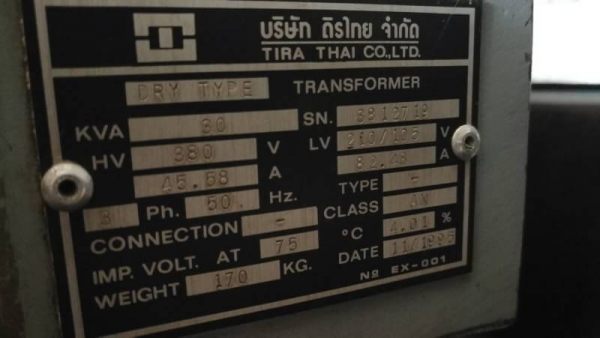 บริษัท ถิรไทย จำกัด
TIRA THAI CO.,LTD.
DRY TYPE TRANSFORMER
KVA 30 SN. 3812719
HV 380 V LV 210/105 V
45.58 A 82.48 A
3 Ph. 50 Hz. TYPE -
CONNECTION - CLASS AN
IMP. VOLT. AT 75 °C 4.01 %
WEIGHT 170 KG. DATE 11/1995
No EX-001